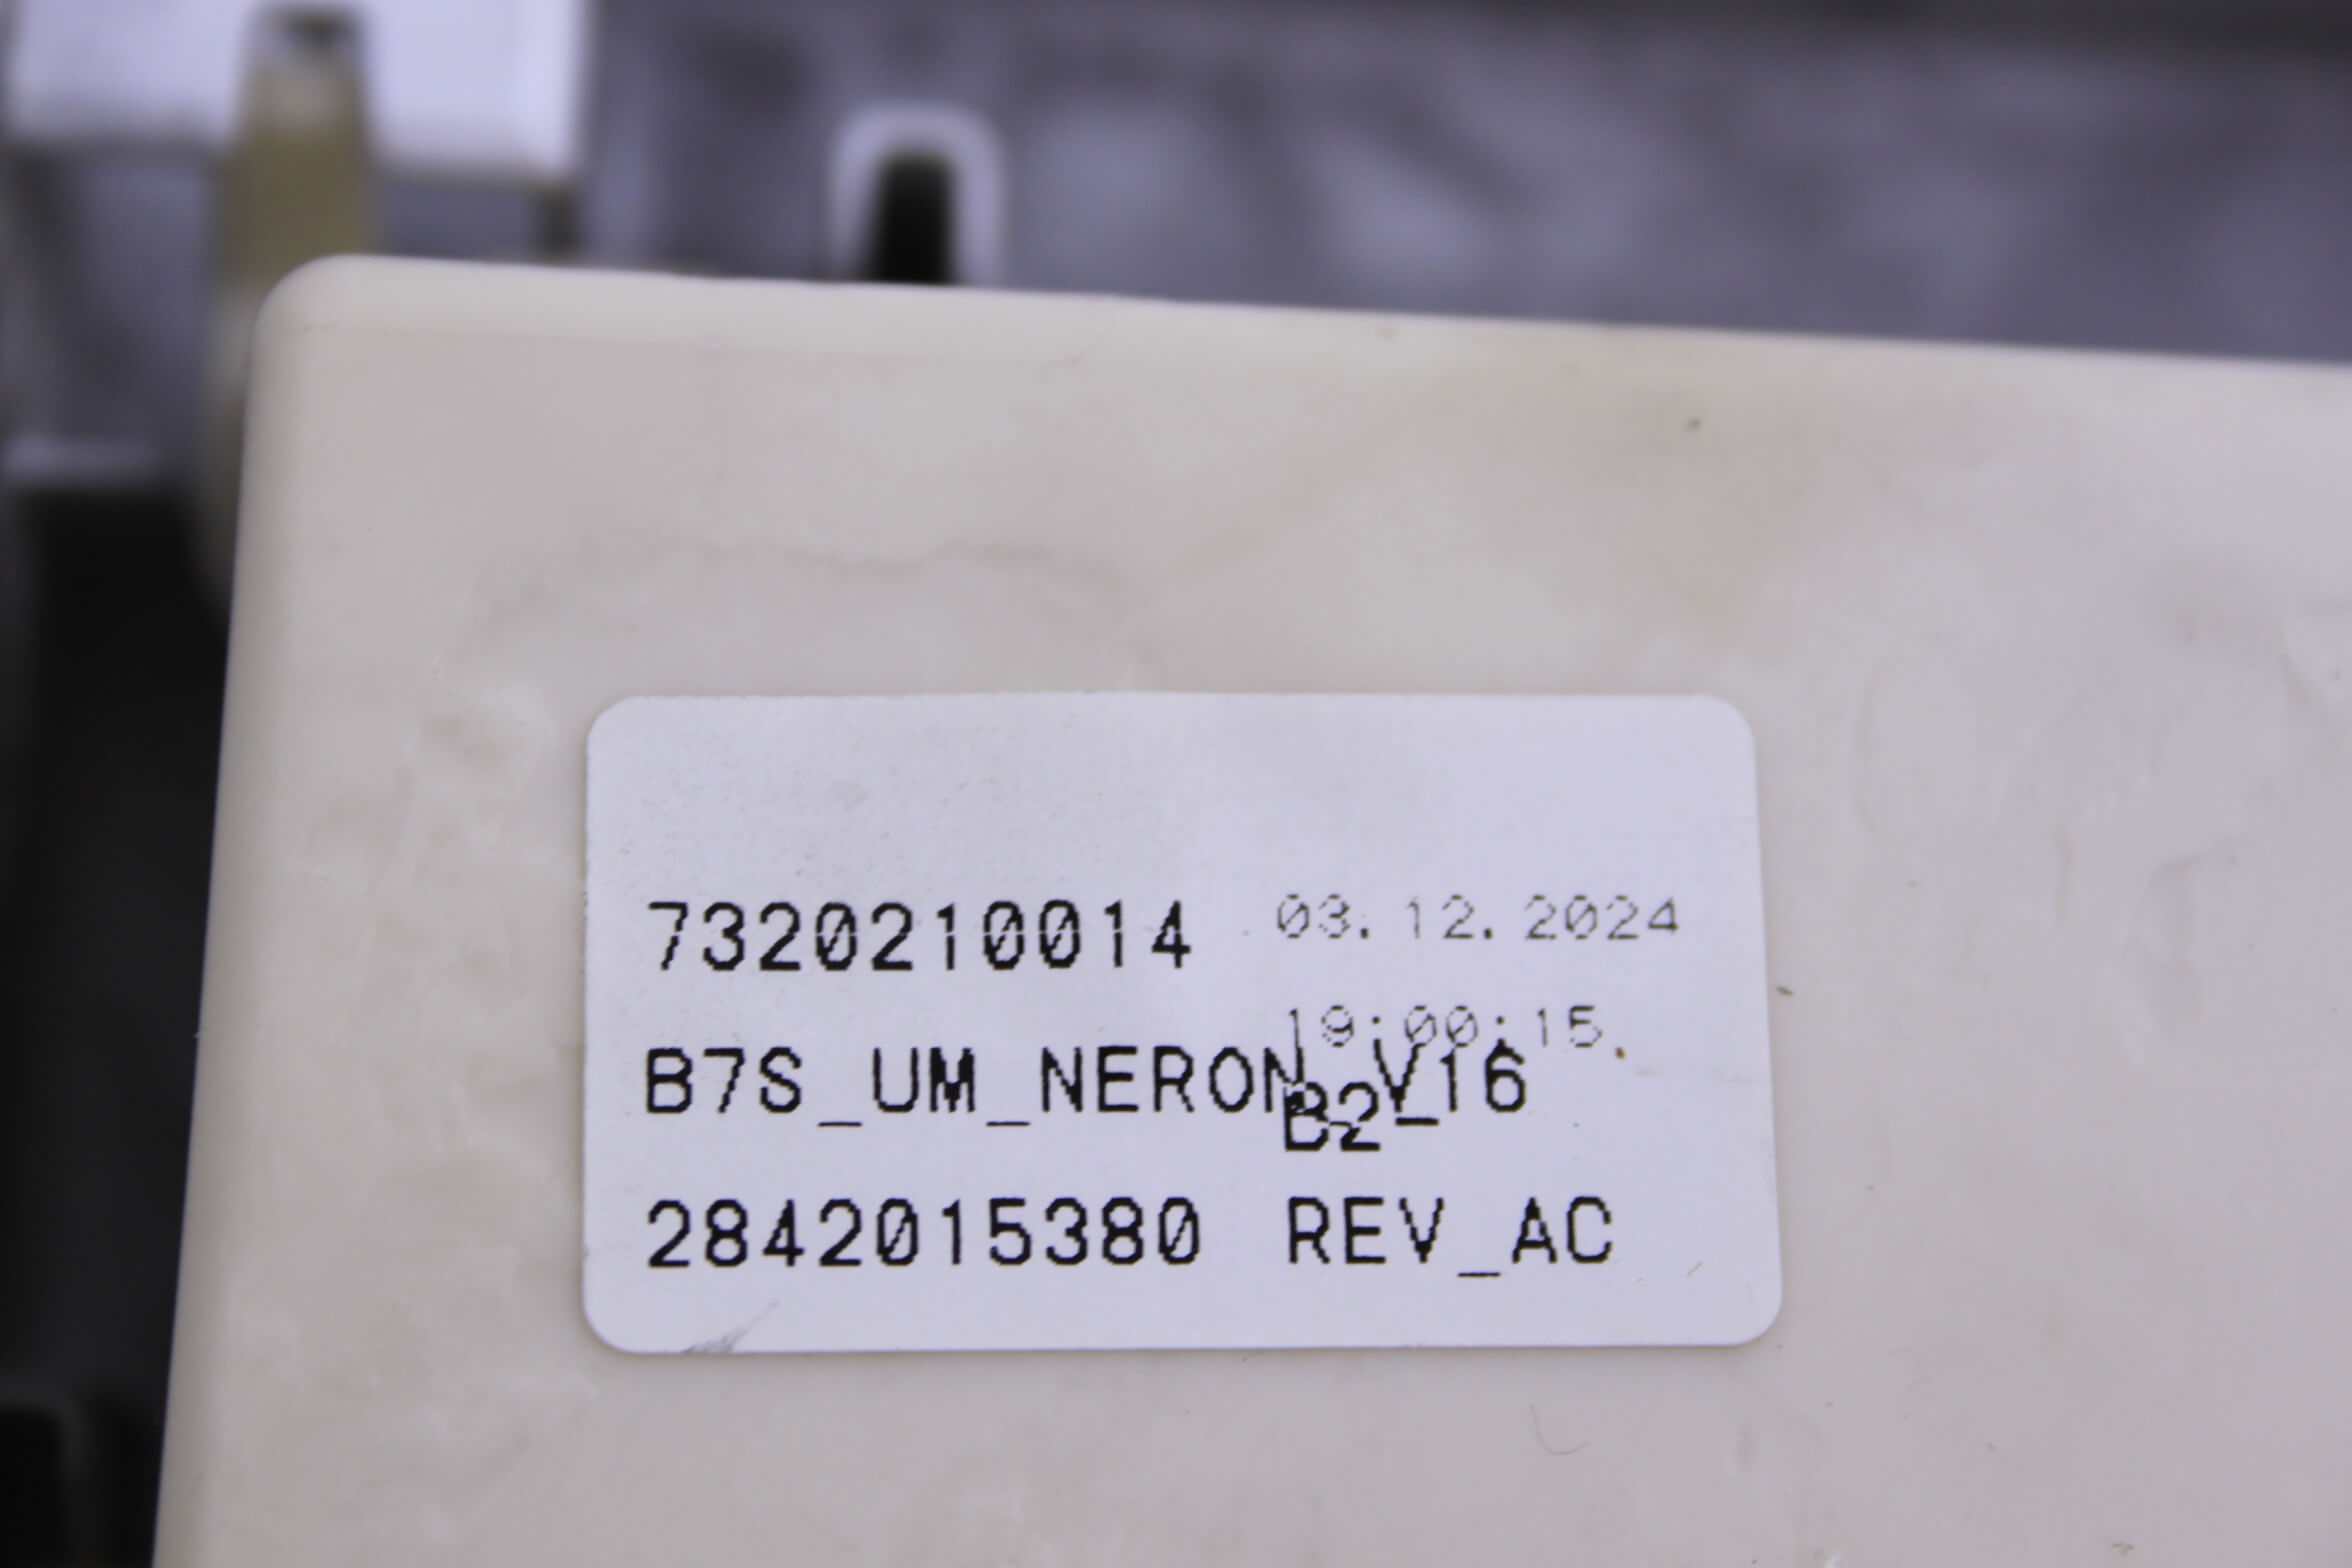 7320210014 03.12.2024
19:00:15
B7S_UM_NERON_V16
B2-
2842015380 REV_AC